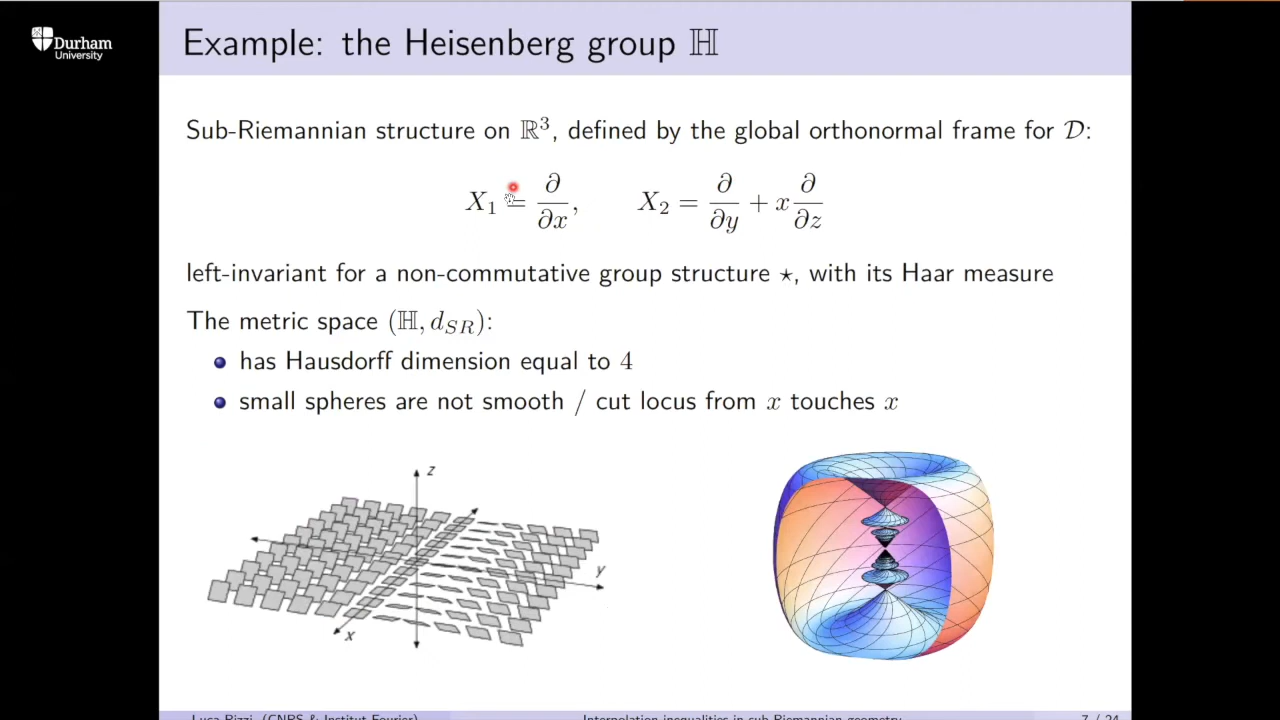 Durham
University
Example: the Heisenberg group ℍ
Sub-Riemannian structure on ℝ³, defined by the global orthonormal frame for 𝒟:
X₁ = ∂/∂x, X₂ = ∂/∂y + x ∂/∂z
left-invariant for a non-commutative group structure ⋆, with its Haar measure
The metric space (ℍ, d_SR):
has Hausdorff dimension equal to 4
small spheres are not smooth / cut locus from x touches x
z
y
x
Luca Rizzi (CNRS & Institut Fourier) Interpolation inequalities in sub-Riemannian geometry 7 / 24